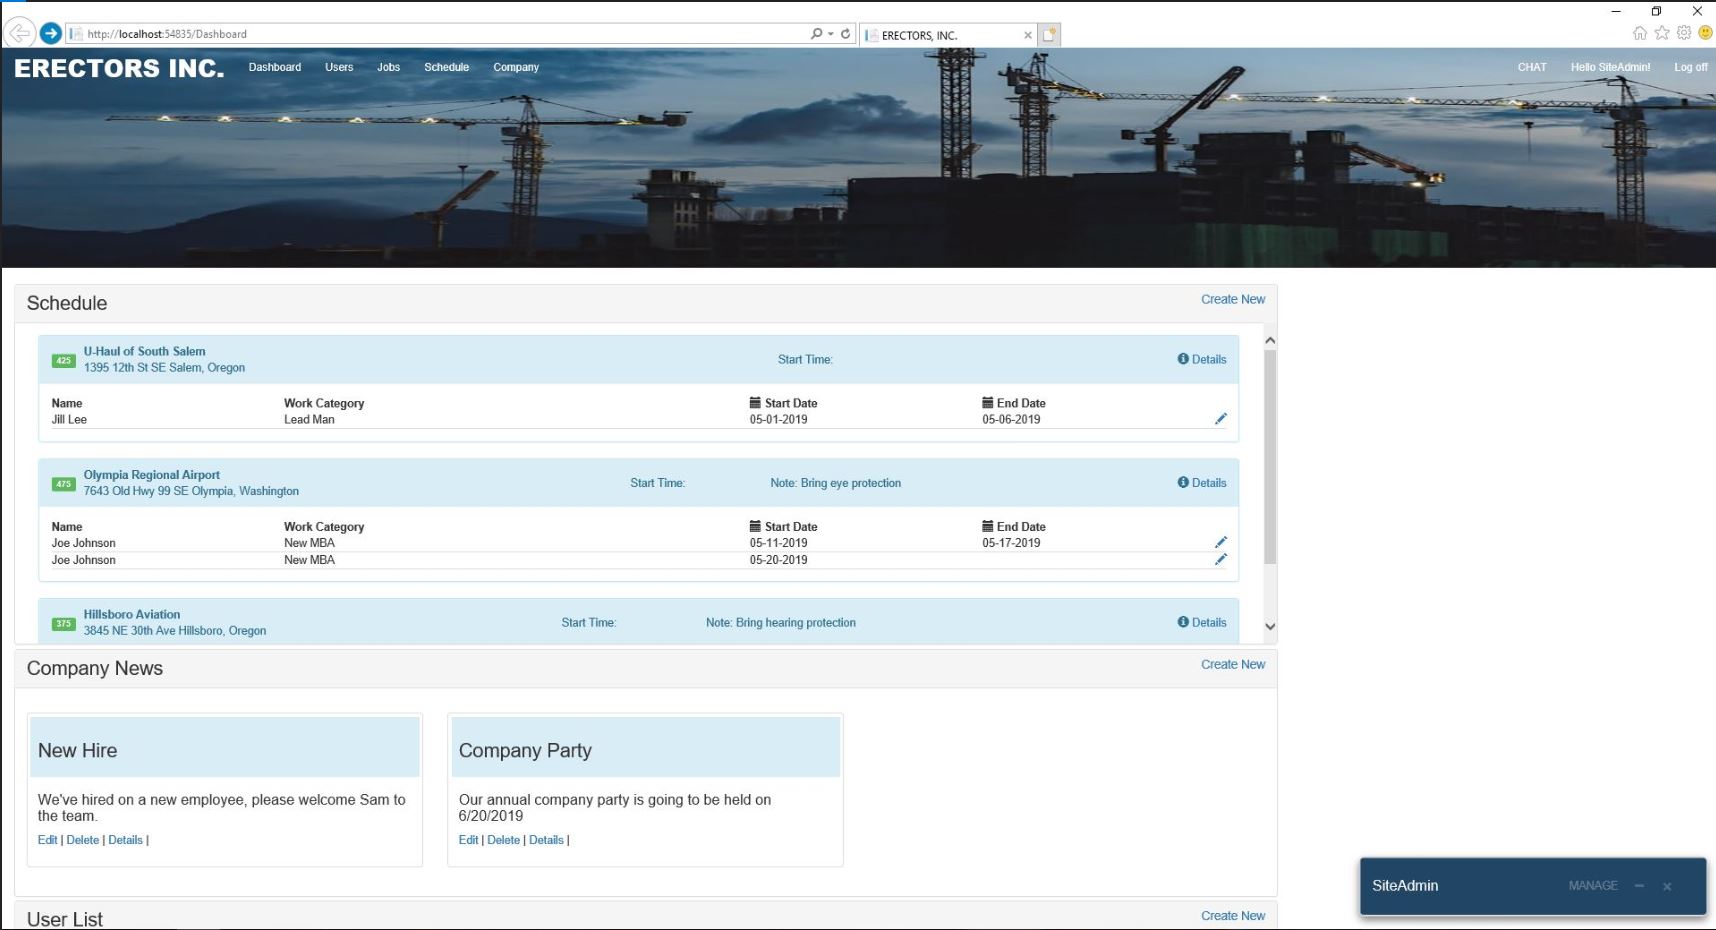 http://localhost:54835/Dashboard
ERECTORS, INC.
ERECTORS INC. Dashboard Users Jobs Schedule Company CHAT Hello SiteAdmin! Log off
Schedule Create New
425 U-Haul of South Salem
1395 12th St SE Salem, Oregon
Start Time:
Details
Name Work Category Start Date End Date
Jill Lee Lead Man 05-01-2019 05-06-2019
475 Olympia Regional Airport
7643 Old Hwy 99 SE Olympia, Washington
Start Time: Note: Bring eye protection Details
Name Work Category Start Date End Date
Joe Johnson New MBA 05-11-2019 05-17-2019
Joe Johnson New MBA 05-20-2019
375 Hillsboro Aviation
3845 NE 30th Ave Hillsboro, Oregon
Start Time: Note: Bring hearing protection Details
Company News Create New
New Hire
We've hired on a new employee, please welcome Sam to
the team.
Edit | Delete | Details |
Company Party
Our annual company party is going to be held on
6/20/2019
Edit | Delete | Details |
SiteAdmin MANAGE
User List Create New